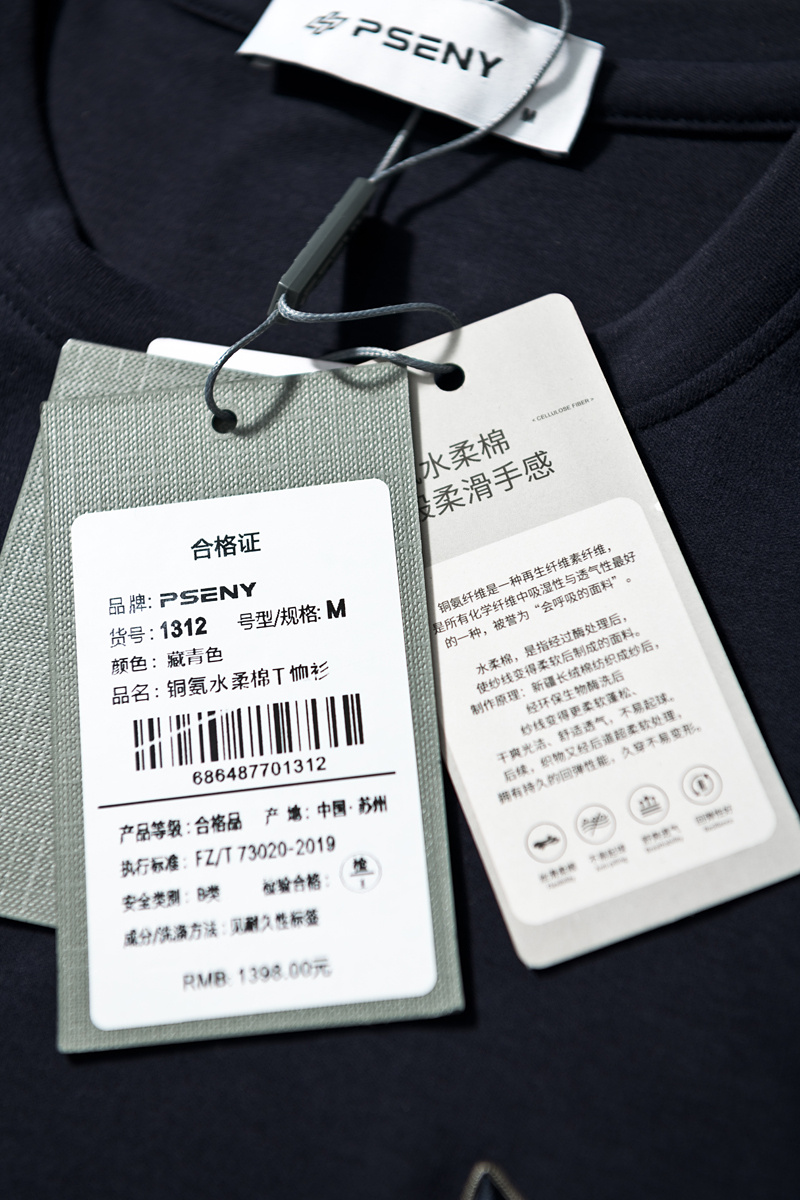 PSENY
M
< CELLULOSE FIBER >
水柔棉
柔滑手感
铜氨纤维是一种再生纤维素纤维,
是所有化学纤维中吸湿性与透气性最好
的一种,被誉为“会呼吸的面料”。
水柔棉,是指经过酶处理后,
使纱线变得柔软后制成的面料。
制作原理:新疆长绒棉纺织成纱后,
经环保生物酶洗后
纱线变得更柔软蓬松、
干爽光洁、舒适透气,不易起球。
后续,织物又经后道超柔软处理,
拥有持久的回弹性能,久穿不易变形。
合格证
品牌: PSENY
货号: 1312 号型/规格: M
颜色: 藏青色
品名: 铜氨水柔棉T恤衫
686487701312
产品等级: 合格品 产 地: 中国·苏州
执行标准: FZ/T 73020-2019
安全类别: B类 检验合格: 检
1
成分/洗涤方法: 见耐久性标签
RMB: 1398.00元